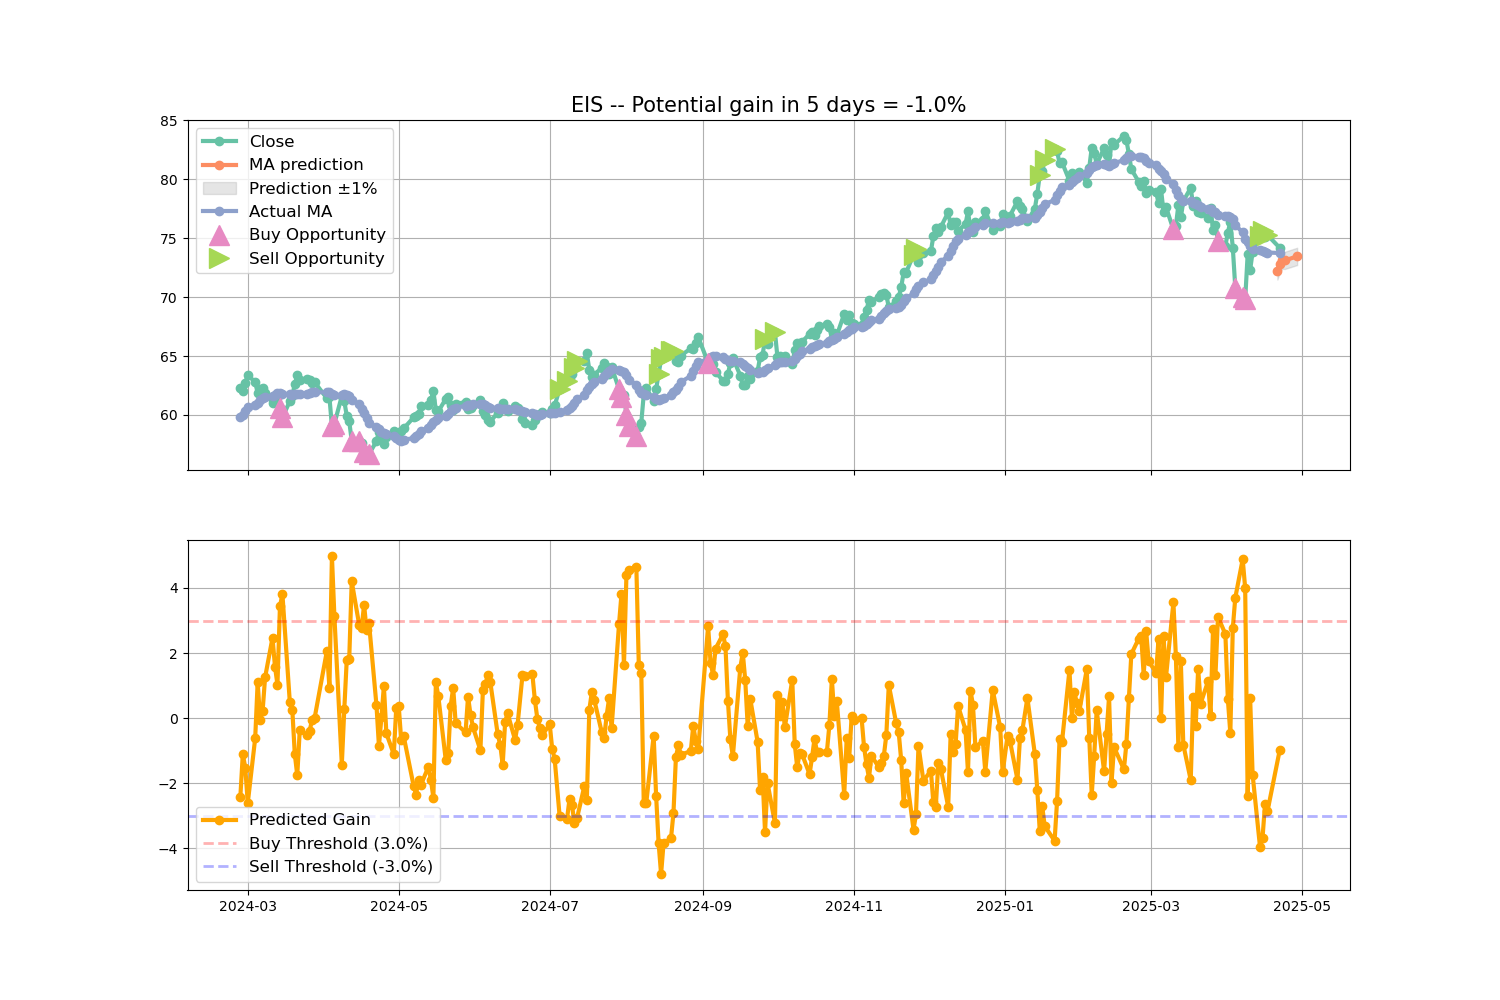 EIS -- Potential gain in 5 days = -1.0%
85
80
75
70
65
60
Close
MA prediction
Prediction ±1%
Actual MA
Buy Opportunity
Sell Opportunity
4
2
0
−2
−4
Predicted Gain
Buy Threshold (3.0%)
Sell Threshold (-3.0%)
2024-03 2024-05 2024-07 2024-09 2024-11 2025-01 2025-03 2025-05